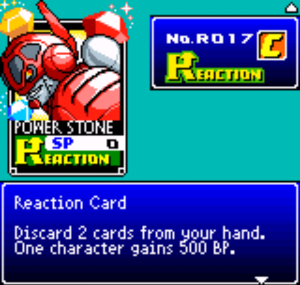 POWER STONE
SP 0
REACTION
No.R017 C
REACTION
Reaction Card
Discard 2 cards from your hand.
One character gains 500 BP.